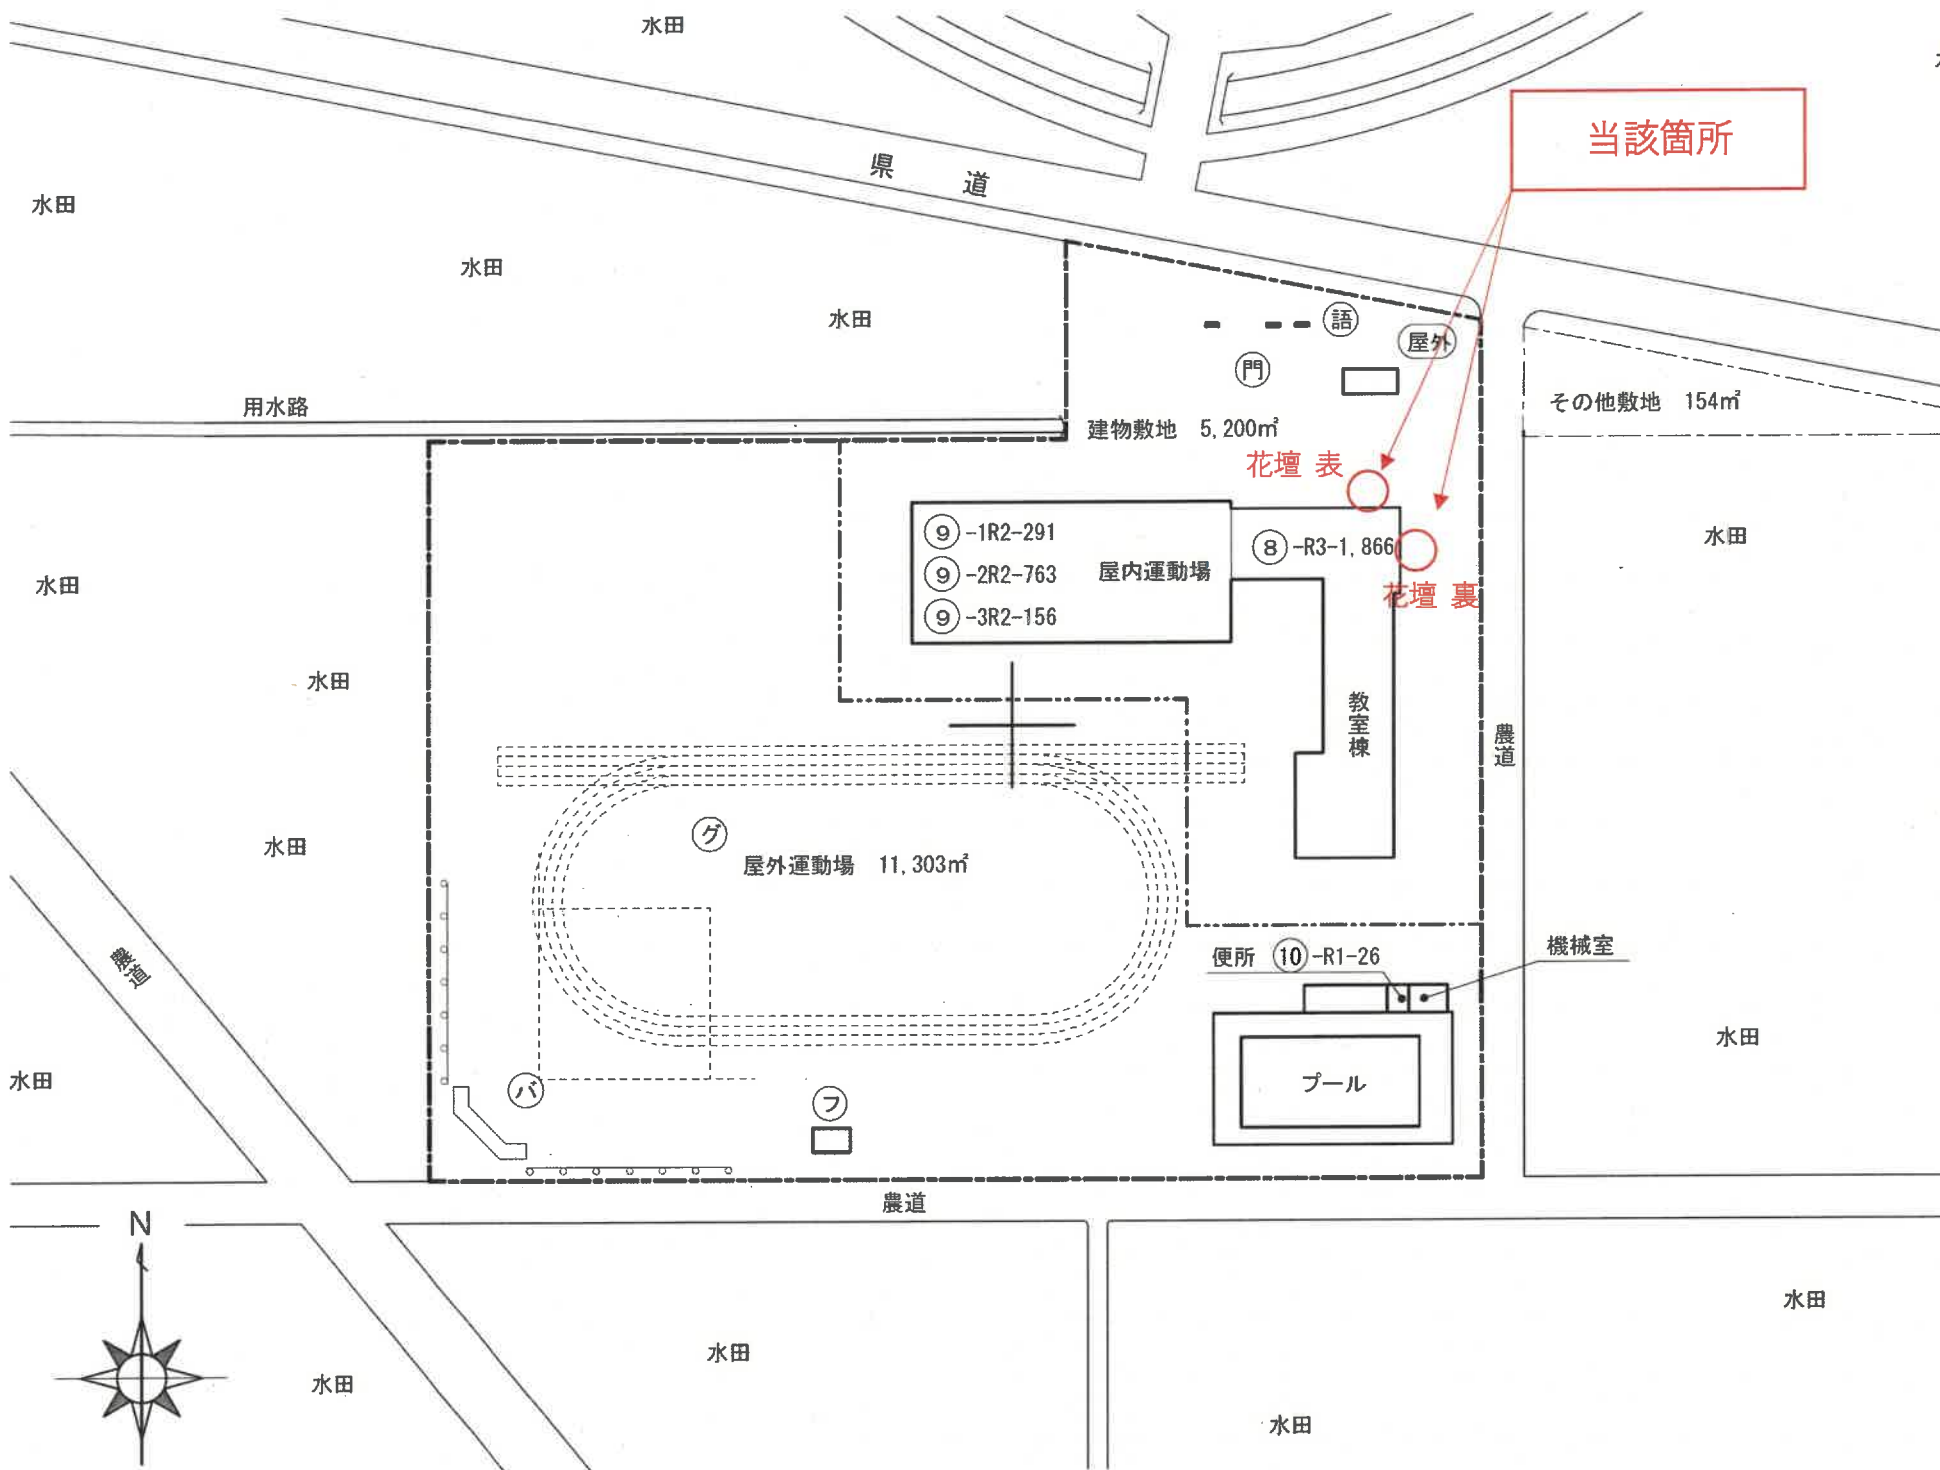 水田
当該箇所
県道
水田
水田
水田
語
屋外
門
用水路
建物敷地 5,200㎡
その他敷地 154㎡
花壇 表
⑨-1R2-291
⑨-2R2-763
屋内運動場
⑨-3R2-156
⑧-R3-1,866
花壇 裏
水田
水田
水田
教室棟
農道
グ
屋外運動場 11,303㎡
水田
農道
便所 ⑩-R1-26
機械室
水田
水田
プール
バ
フ
農道
N
水田
水田
水田
水田